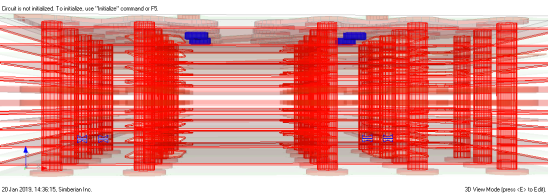 Circuit is not initialized. To initialize, use "Initialize" command or F5.
20 Jan 2019, 14:36:15, Simberian Inc.
3D View Mode (press <E> to Edit)